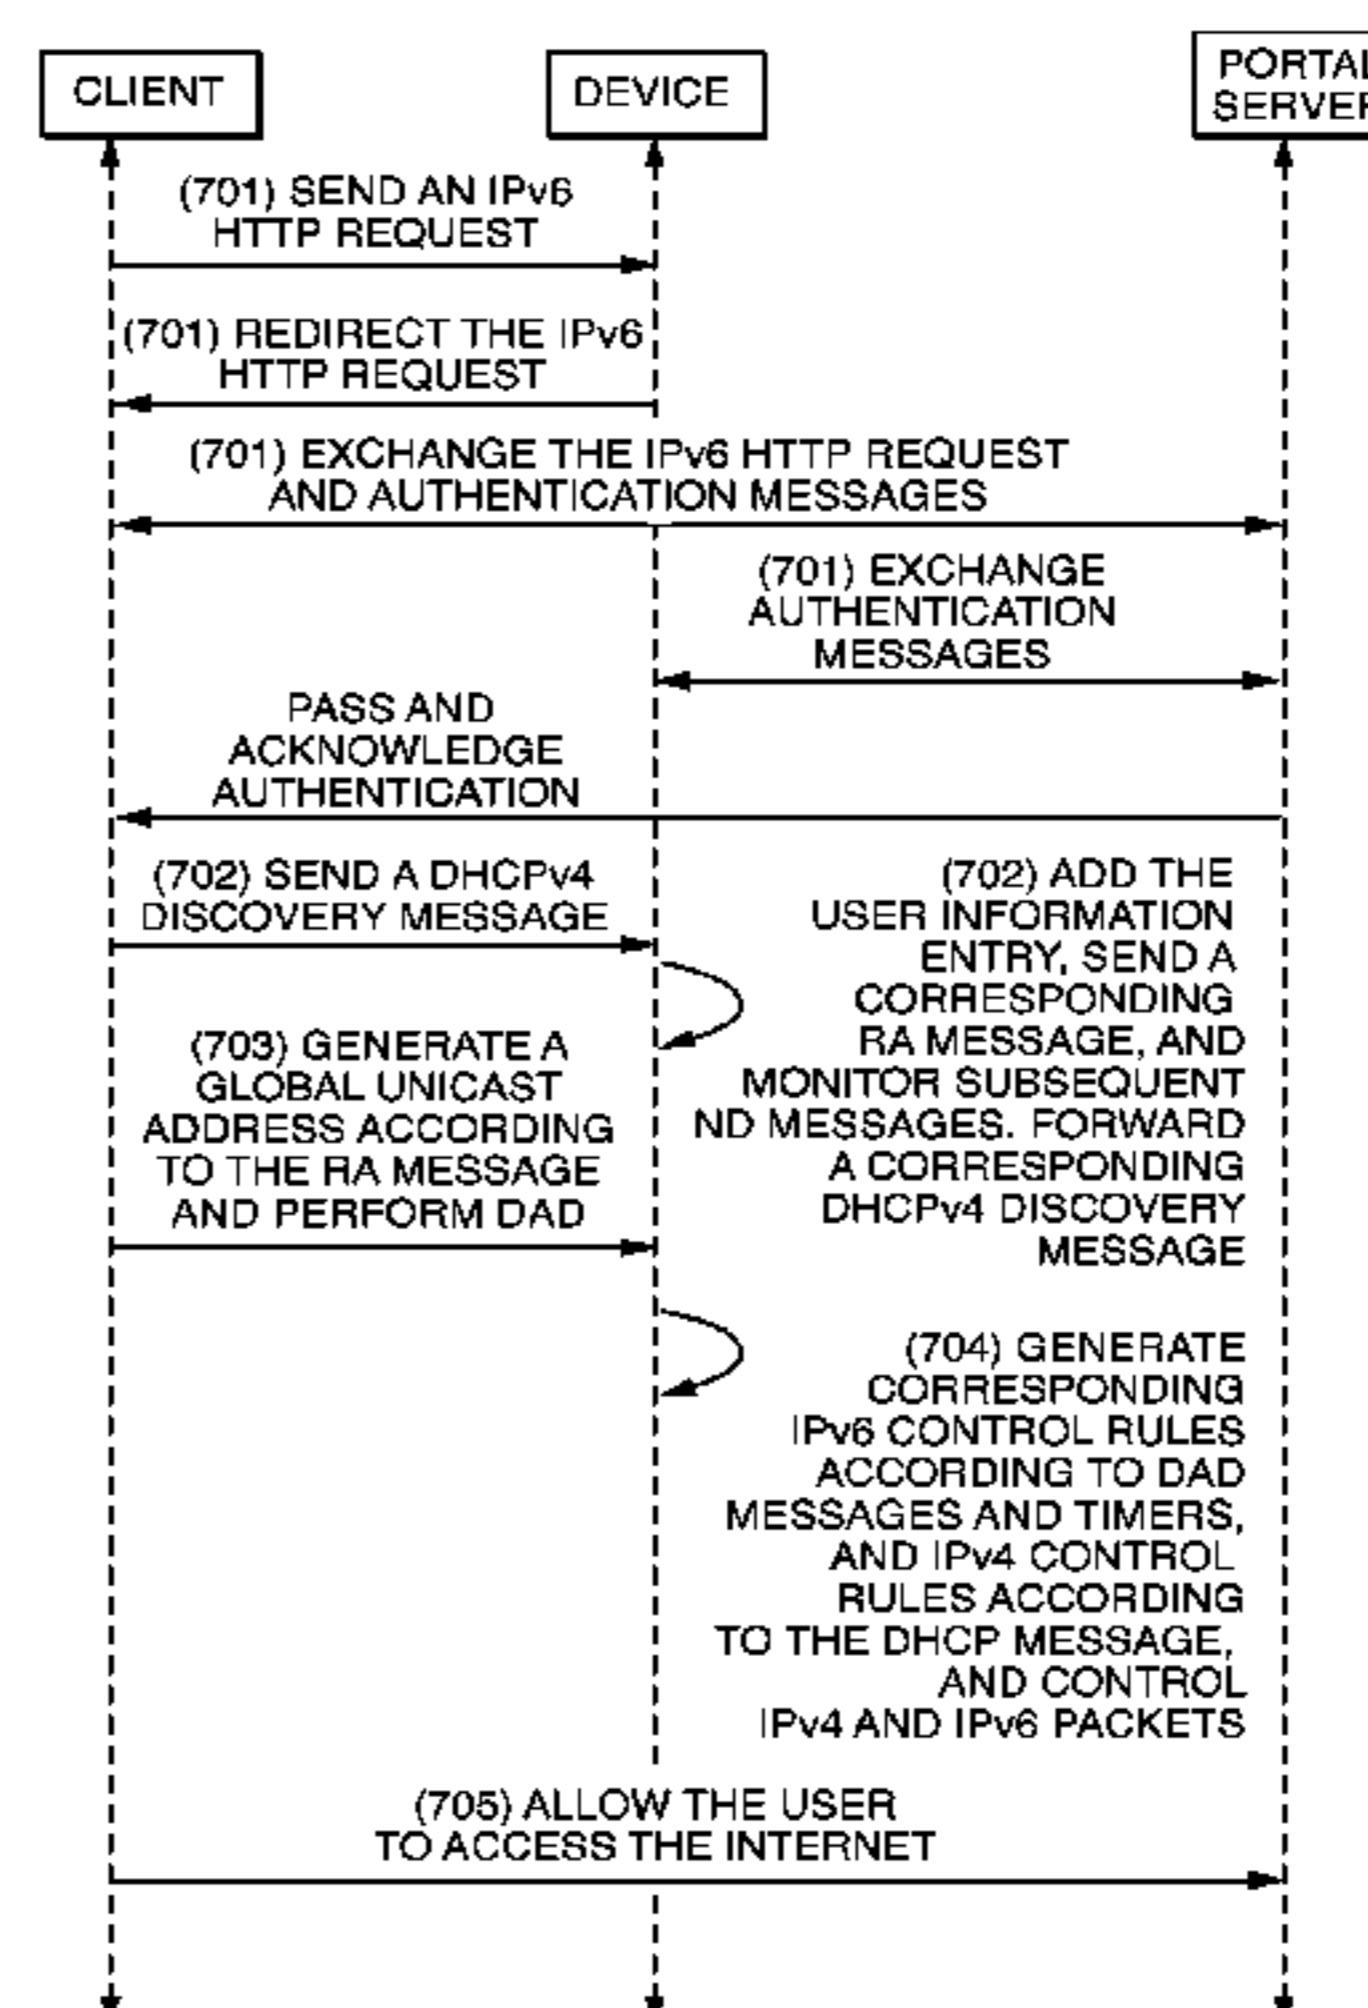 CLIENT
DEVICE
PORTAL
SERVER
(701) SEND AN IPv6
HTTP REQUEST
(701) REDIRECT THE IPv6
HTTP REQUEST
(701) EXCHANGE THE IPv6 HTTP REQUEST
AND AUTHENTICATION MESSAGES
(701) EXCHANGE
AUTHENTICATION
MESSAGES
PASS AND
ACKNOWLEDGE
AUTHENTICATION
(702) SEND A DHCPv4
DISCOVERY MESSAGE
(702) ADD THE
USER INFORMATION
ENTRY, SEND A
CORRESPONDING
RA MESSAGE, AND
MONITOR SUBSEQUENT
ND MESSAGES. FORWARD
A CORRESPONDING
DHCPv4 DISCOVERY
MESSAGE
(703) GENERATE A
GLOBAL UNICAST
ADDRESS ACCORDING
TO THE RA MESSAGE
AND PERFORM DAD
(704) GENERATE
CORRESPONDING
IPv6 CONTROL RULES
ACCORDING TO DAD
MESSAGES AND TIMERS,
AND IPv4 CONTROL
RULES ACCORDING
TO THE DHCP MESSAGE,
AND CONTROL
IPv4 AND IPv6 PACKETS
(705) ALLOW THE USER
TO ACCESS THE INTERNET